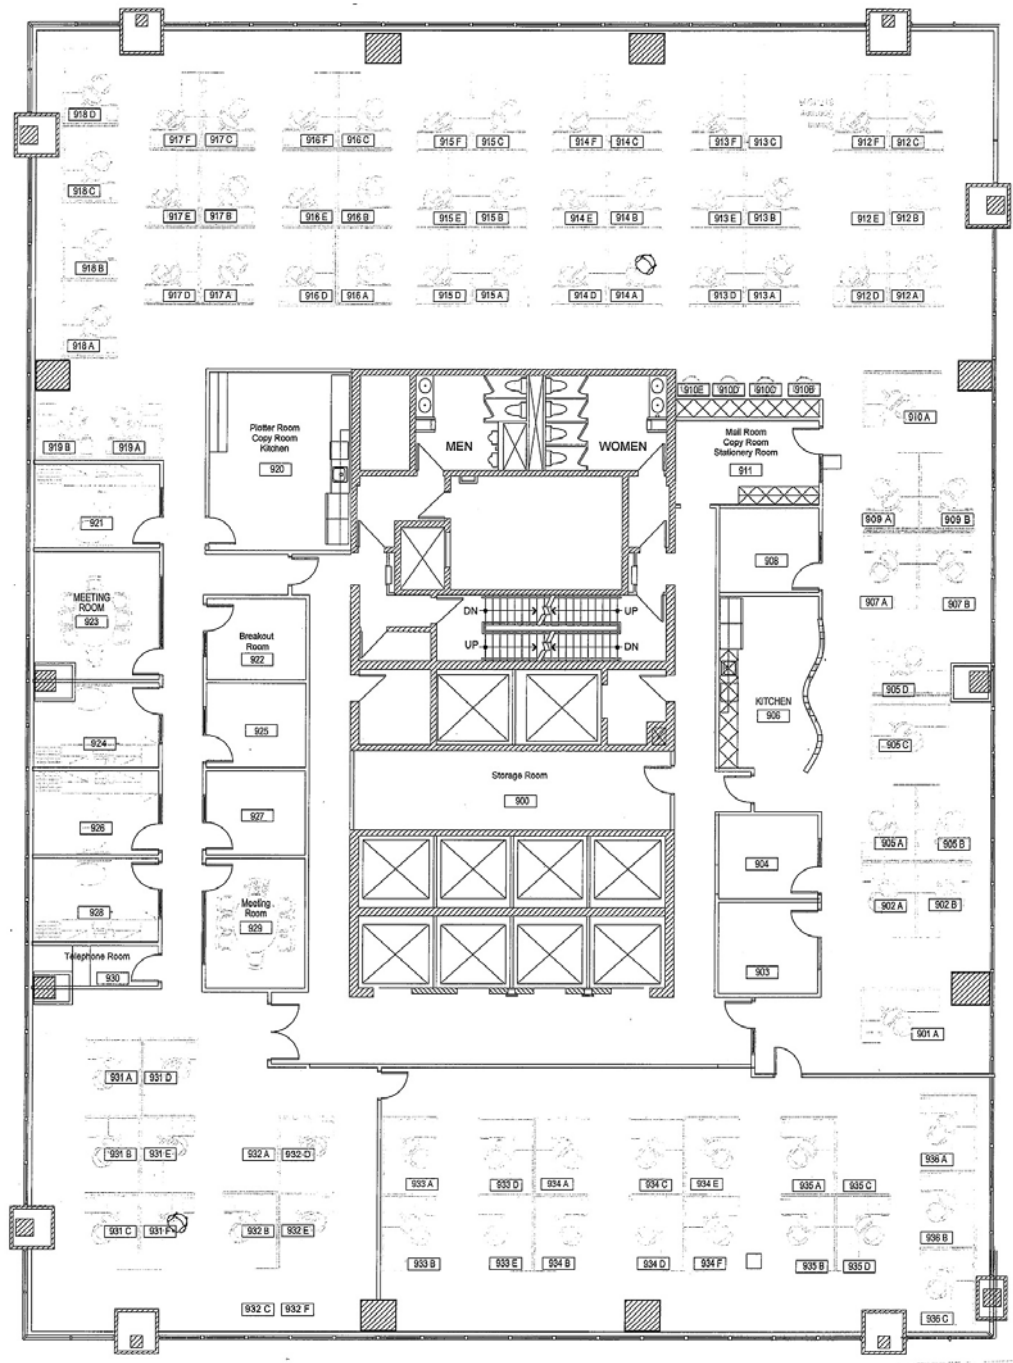 918 D
917 F 917 C 916 F 916 C 915 F 915 C 914 F 914 C 913 F 913 C 912 F 912 C
918 C
917 E 917 B 916 E 916 B 915 E 915 B 914 E 914 B 913 E 913 B 912 E 912 B
918 B
917 D 917 A 916 D 916 A 915 D 915 A 914 D 914 A 913 D 913 A 912 D 912 A
918 A
919 B 919 A
Plotter Room
Copy Room
Kitchen
920
MEN
WOMEN
910E 910D 910C 910B
910 A
Mail Room
Copy Room
Stationery Room
911
921
909 A 909 B
908
MEETING
ROOM
923
907 A 907 B
DN UP
UP DN
Breakout
Room
922
905 D
KITCHEN
906
924
925
905 C
Storage Room
900
926
927
905 A 905 B
904
928
Meeting
Room
929
902 A 902 B
Telephone Room
930
903
901 A
931 A 931 D
931 B 931 E 932 A 932 D
936 A
933 A 933 D 934 A 934 C 934 E 935 A 935 C
931 C 931 F 932 B 932 E
936 B
933 B 933 E 934 B 934 D 934 F 935 B 935 D
932 C 932 F
936 C